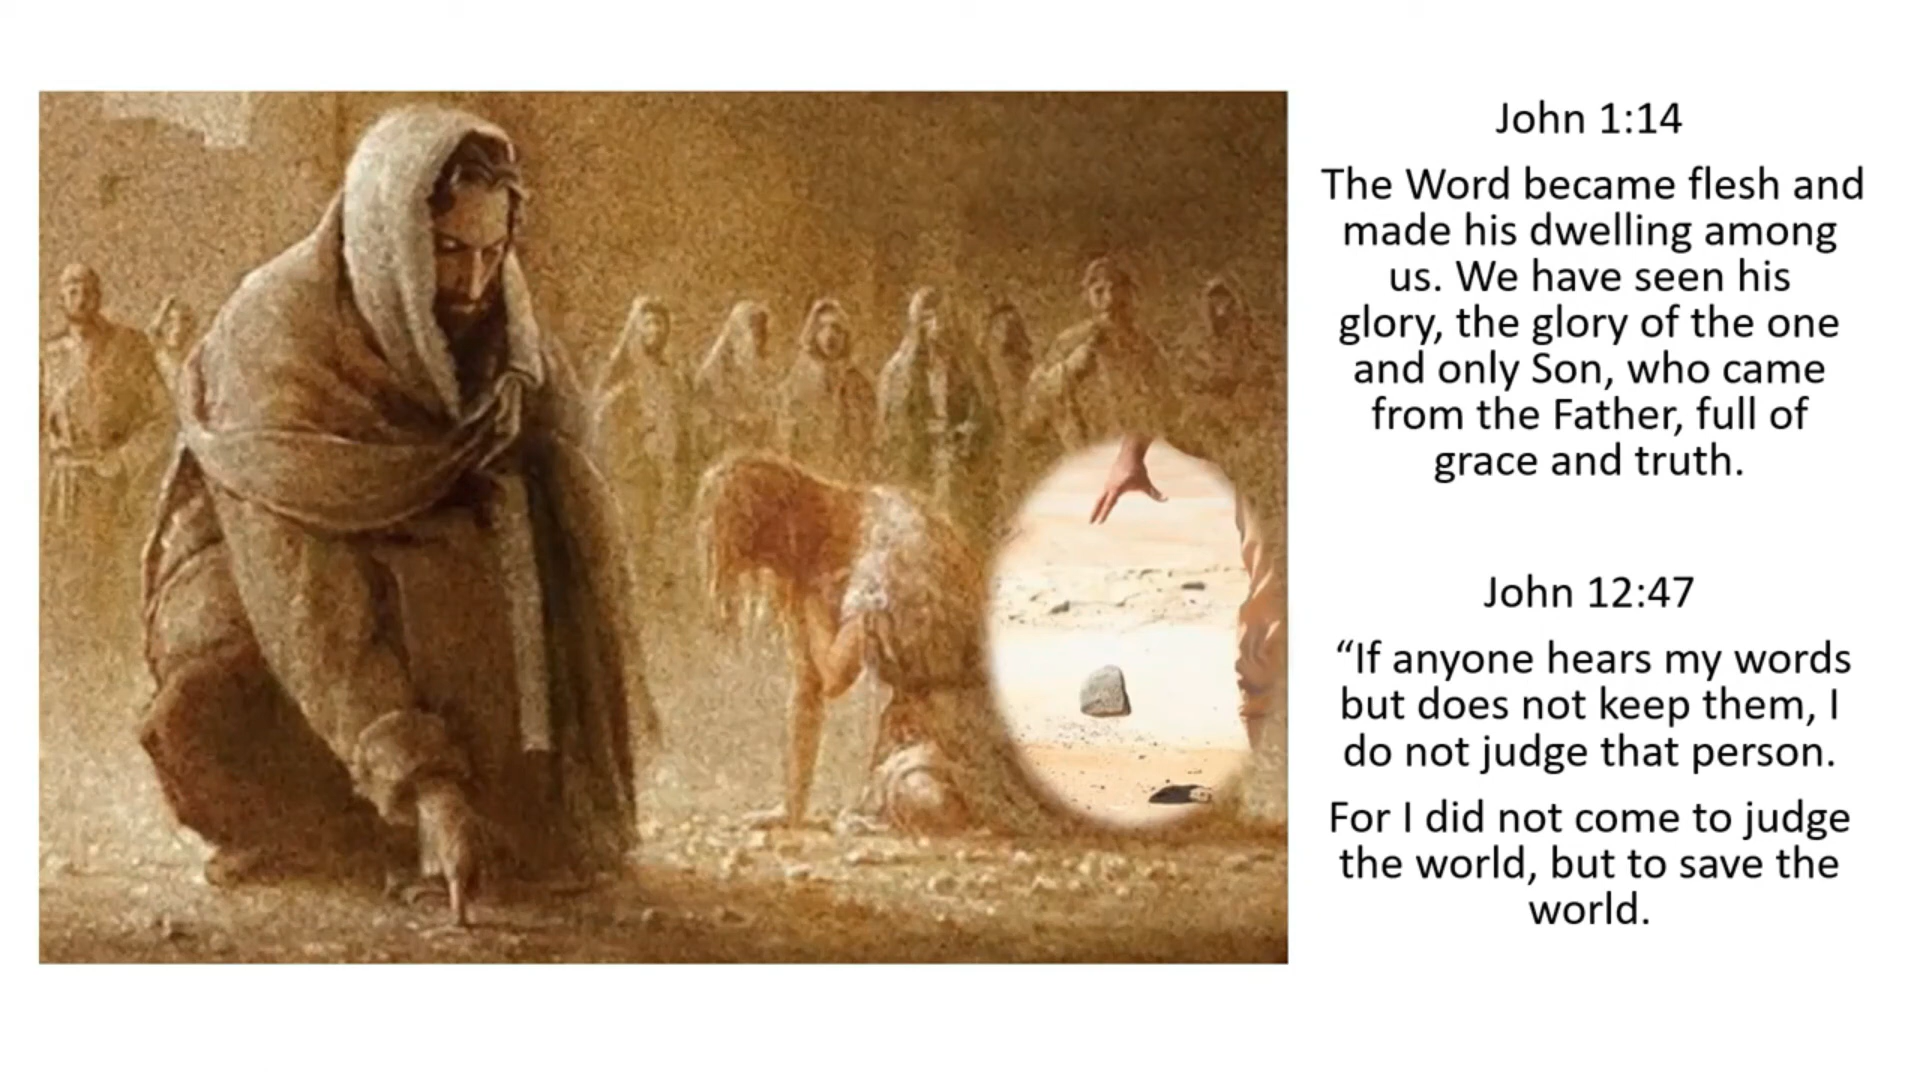 John 1:14
The Word became flesh and
made his dwelling among
us. We have seen his
glory, the glory of the one
and only Son, who came
from the Father, full of
grace and truth.
John 12:47
“If anyone hears my words
but does not keep them, I
do not judge that person.
For I did not come to judge
the world, but to save the
world.